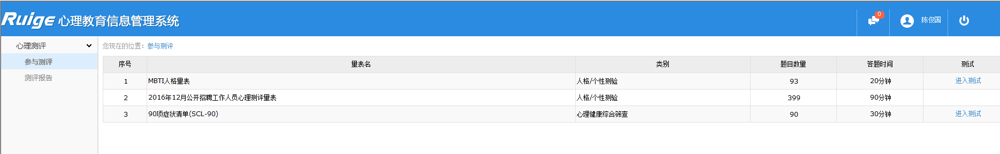 Ruige 心理教育信息管理系统
0
陈俊国
心理测评
参与测评
测评报告
您现在的位置：参与测评
序号 量表名 类别 题目数量 答题时间 测试
1 MBTI人格量表 人格/个性测验 93 20分钟 进入测试
2 2016年12月公开招聘工作人员心理测评量表 人格/个性测验 399 90分钟
3 90项症状清单(SCL-90) 心理健康综合筛查 90 30分钟 进入测试